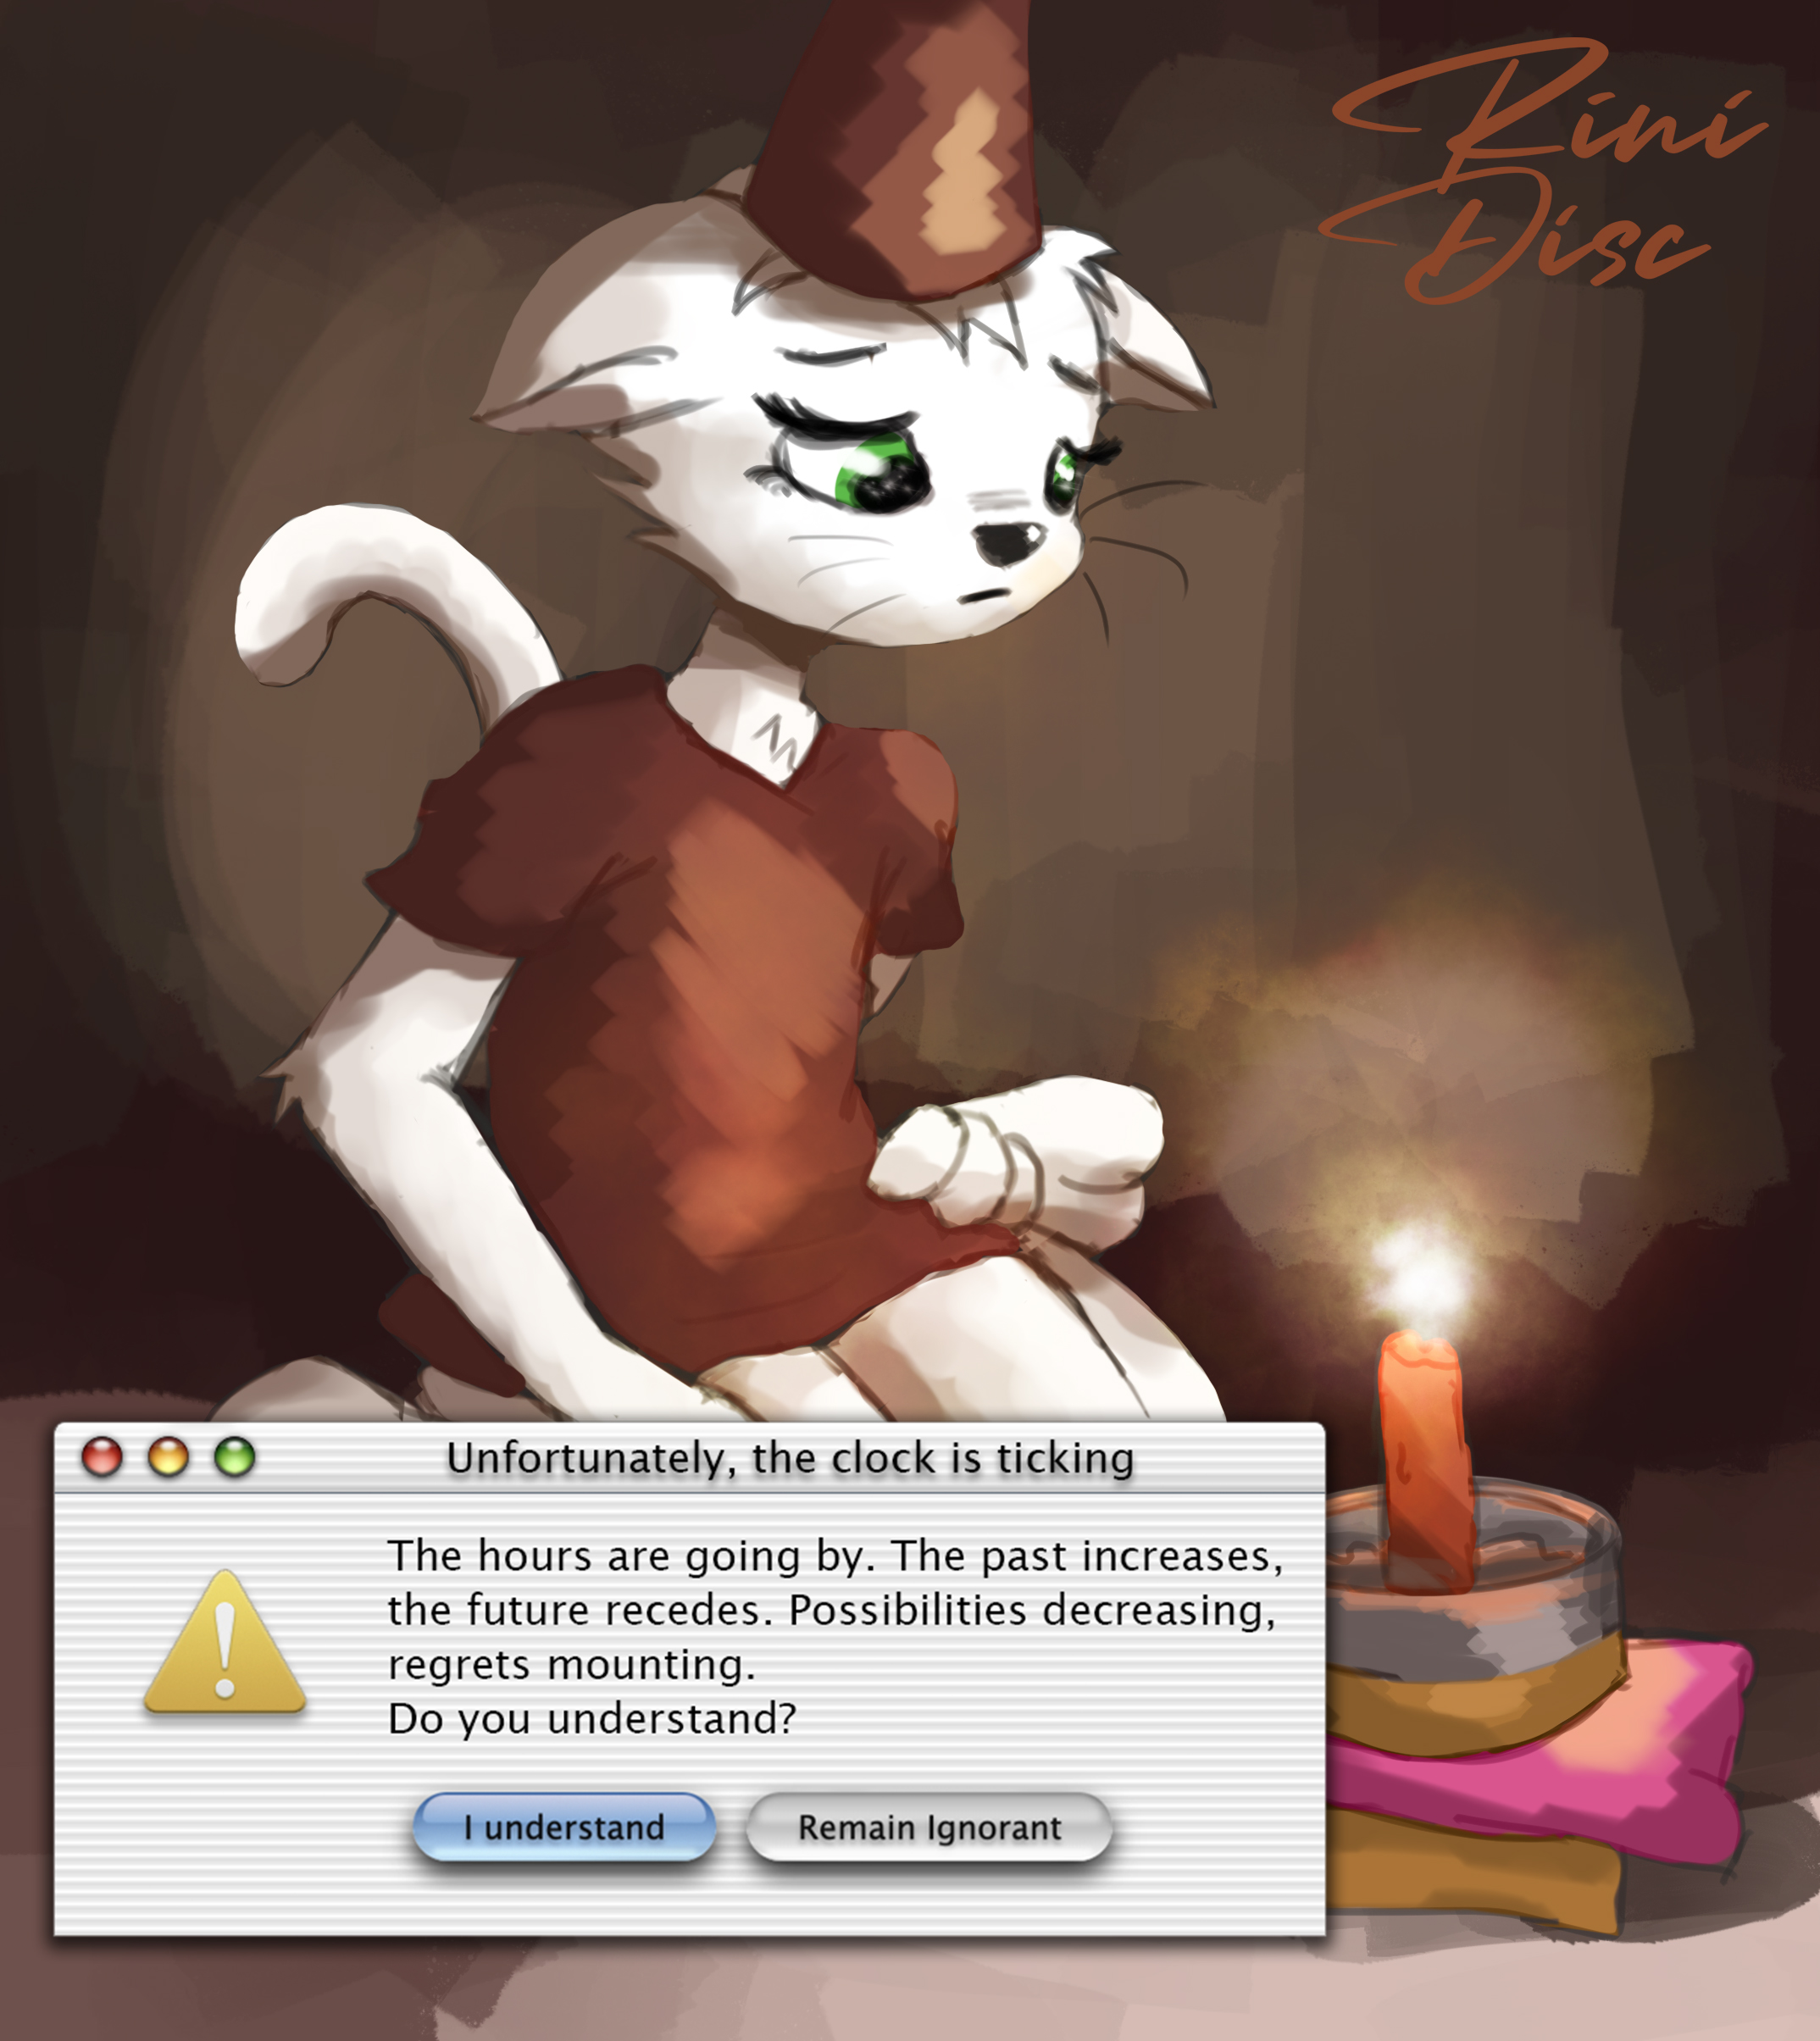 Rini
Disc
Unfortunately, the clock is ticking
The hours are going by. The past increases,
the future recedes. Possibilities decreasing,
regrets mounting.
Do you understand?
I understand
Remain Ignorant